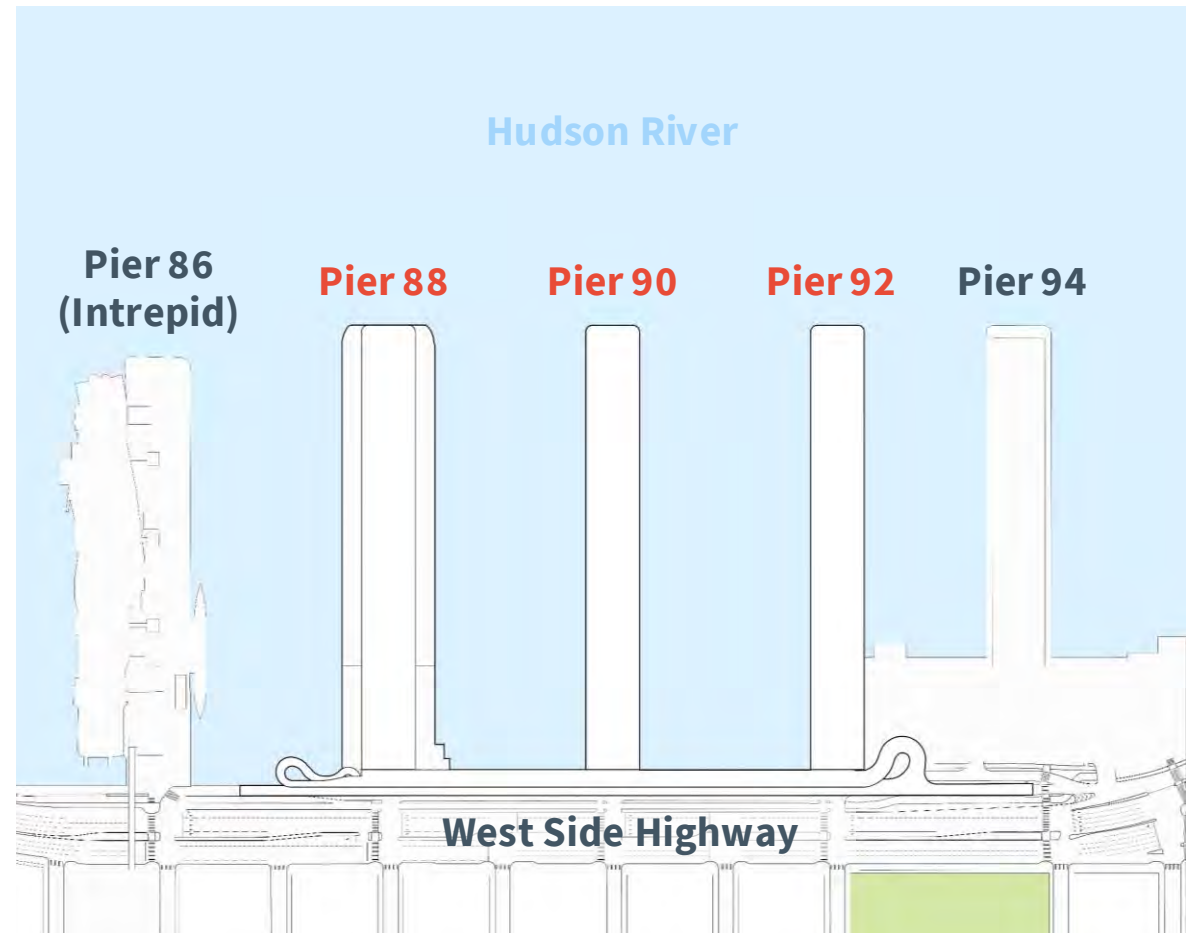 Hudson River
Pier 86
(Intrepid)
Pier 88
Pier 90
Pier 92
Pier 94
West Side Highway